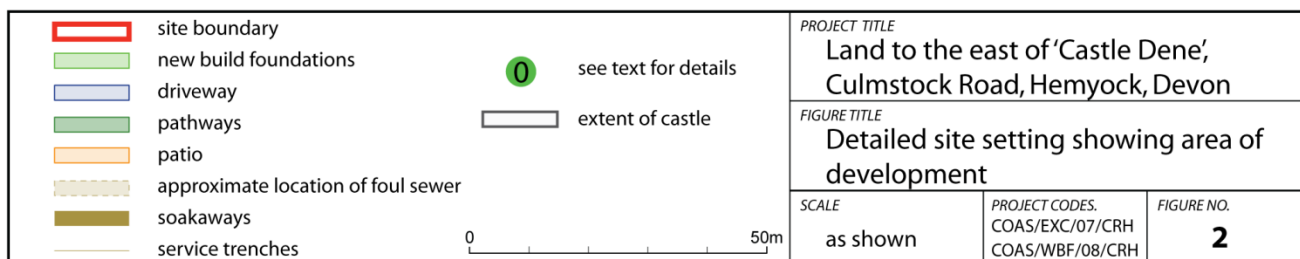 site boundary
new build foundations
driveway
pathways
patio
approximate location of foul sewer
soakaways
service trenches
0
see text for details
extent of castle
0 50m
PROJECT TITLE
Land to the east of ‘Castle Dene’,
Culmstock Road, Hemyock, Devon
FIGURE TITLE
Detailed site setting showing area of
development
SCALE
as shown
PROJECT CODES.
COAS/EXC/07/CRH
COAS/WBF/08/CRH
FIGURE NO.
2